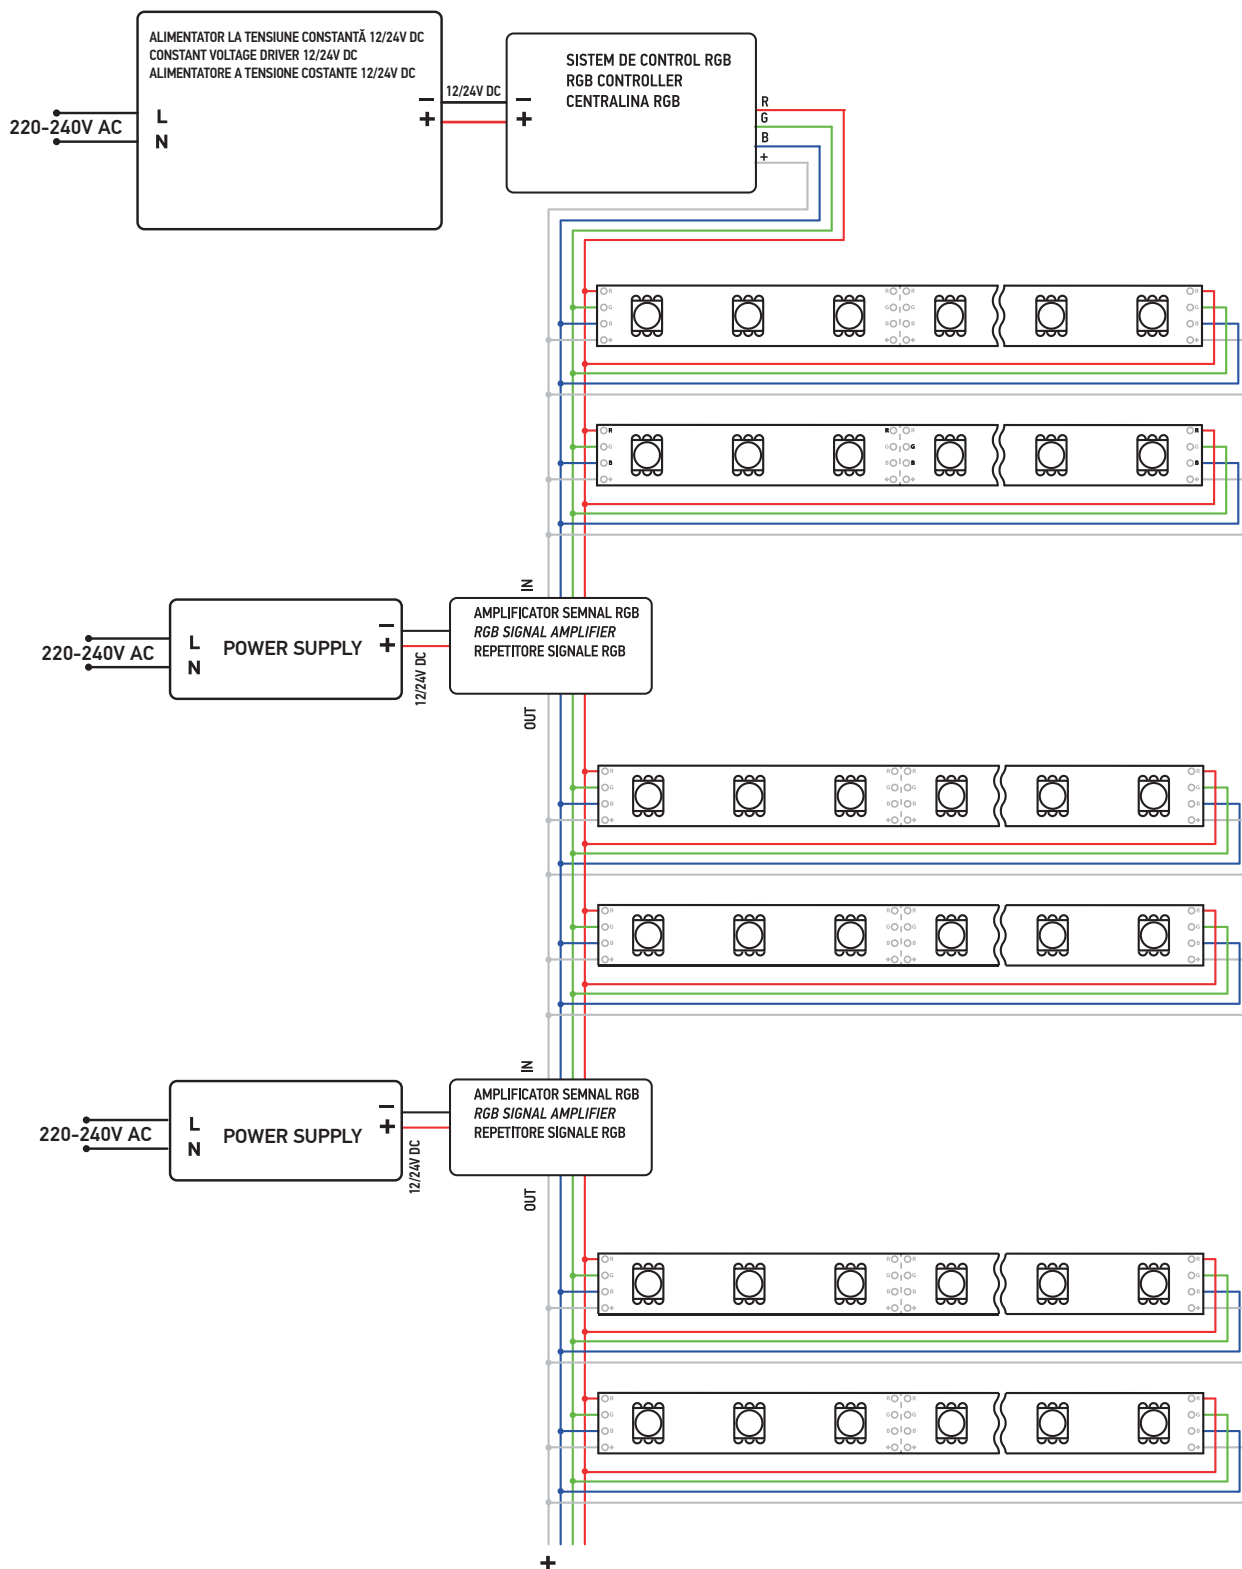 ALIMENTATOR LA TENSIUNE CONSTANTĂ 12/24V DC
CONSTANT VOLTAGE DRIVER 12/24V DC
ALIMENTATORE A TENSIONE COSTANTE 12/24V DC
220-240V AC
L
N
−
+
12/24V DC
−
+
SISTEM DE CONTROL RGB
RGB CONTROLLER
CENTRALINA RGB
R
G
B
+
R R R R
G G G G
B B B B
+ + + +
R R R R
G G G G
B B B B
+ + + +
IN
220-240V AC
L
N
POWER SUPPLY
−
+
12/24V DC
AMPLIFICATOR SEMNAL RGB
RGB SIGNAL AMPLIFIER
REPETITORE SIGNALE RGB
OUT
R R R R
G G G G
B B B B
+ + + +
R R R R
G G G G
B B B B
+ + + +
IN
220-240V AC
L
N
POWER SUPPLY
−
+
12/24V DC
AMPLIFICATOR SEMNAL RGB
RGB SIGNAL AMPLIFIER
REPETITORE SIGNALE RGB
OUT
R R R R
G G G G
B B B B
+ + + +
R R R R
G G G G
B B B B
+ + + +
+